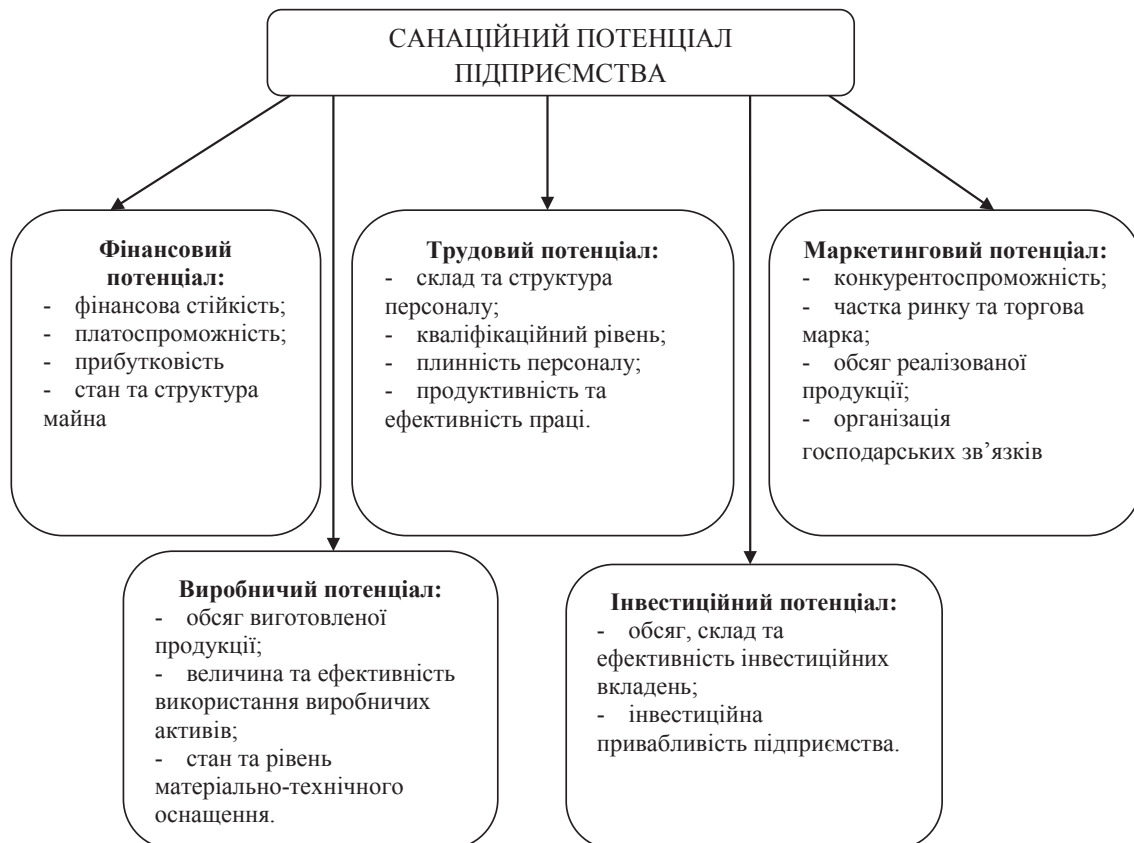 САНАЦІЙНИЙ ПОТЕНЦІАЛ
ПІДПРИЄМСТВА
Фінансовий
потенціал:
- фінансова стійкість;
- платоспроможність;
- прибутковість
- стан та структура
майна
Трудовий потенціал:
- склад та структура
персоналу;
- кваліфікаційний рівень;
- плинність персоналу;
- продуктивність та
ефективність праці.
Маркетинговий потенціал:
- конкурентоспроможність;
- частка ринку та торгова
марка;
- обсяг реалізованої
продукції;
- організація
господарських зв’язків
Виробничий потенціал:
- обсяг виготовленої
продукції;
- величина та ефективність
використання виробничих
активів;
- стан та рівень
матеріально-технічного
оснащення.
Інвестиційний потенціал:
- обсяг, склад та
ефективність інвестиційних
вкладень;
- інвестиційна
привабливість підприємства.